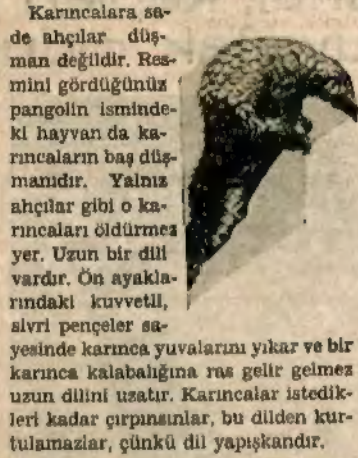 Karıncalara sa-
de ahçılar düş-
man değildir. Res-
mini gördüğünüz
pangolin isminde-
ki hayvan da ka-
rıncaların baş düş-
manıdır. Yalnız
ahçılar gibi o ka-
rıncaları öldürmez
yer. Uzun bir dili
vardır. Ön ayakla-
rındaki kuvvetli,
sivri pençeler sa-
yesinde karınca yuvalarını yıkar ve bir
karınca kalabalığına ras gelir gelmez
uzun dilini uzatır. Karıncalar istedik-
leri kadar çırpınsınlar, bu dilden kur-
tulamazlar, çünkü dil yapışkandır.